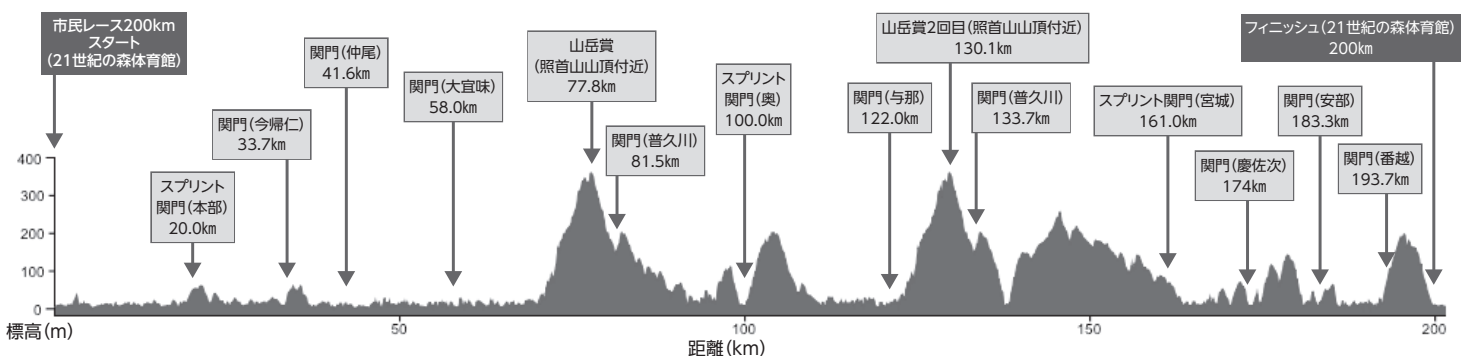 市民レース200km
スタート
(21世紀の森体育館)
スプリント
関門(本部)
20.0km
関門(今帰仁)
33.7km
関門(仲尾)
41.6km
関門(大宜味)
58.0km
山岳賞
(照首山山頂付近)
77.8km
関門(普久川)
81.5km
スプリント
関門(奥)
100.0km
関門(与那)
122.0km
山岳賞2回目(照首山山頂付近)
130.1km
関門(普久川)
133.7km
スプリント関門(宮城)
161.0km
関門(慶佐次)
174km
関門(安部)
183.3km
関門(番越)
193.7km
フィニッシュ(21世紀の森体育館)
200km
400
300
200
100
0
標高(m)
50
100
150
200
距離(km)